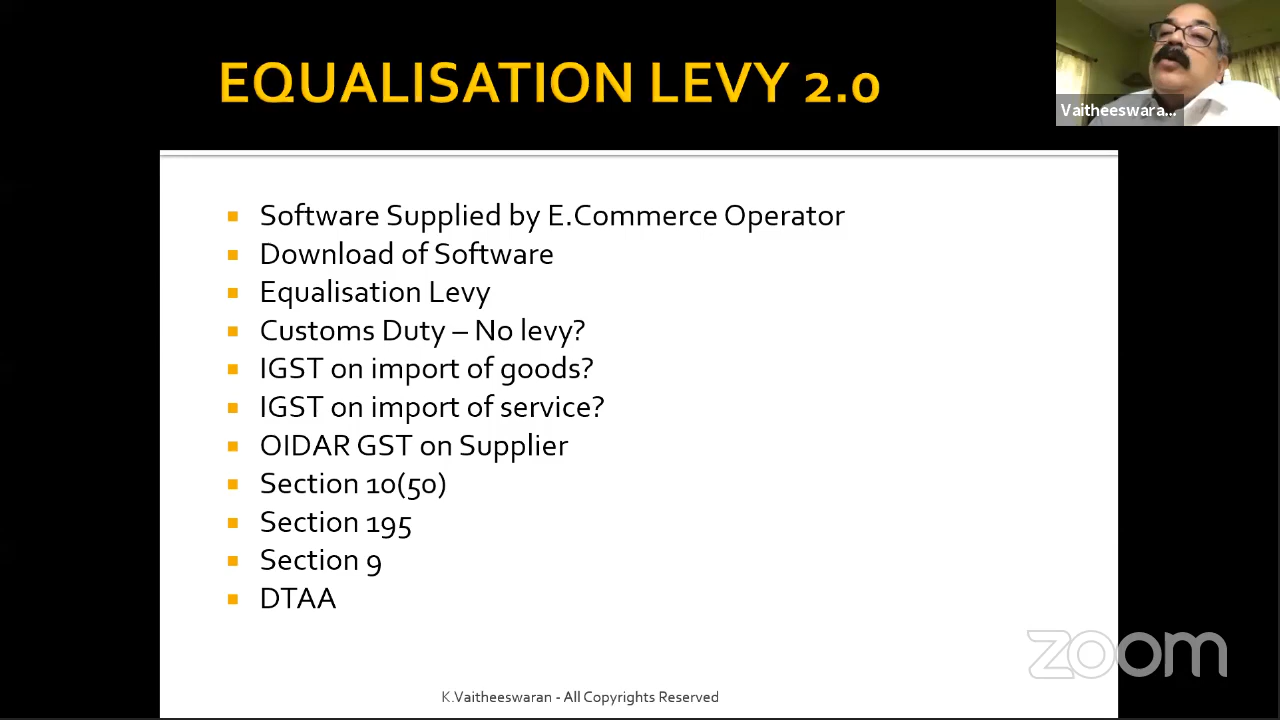 EQUALISATION LEVY 2.0
Vaitheeswara...
Software Supplied by E.Commerce Operator
Download of Software
Equalisation Levy
Customs Duty – No levy?
IGST on import of goods?
IGST on import of service?
OIDAR GST on Supplier
Section 10(50)
Section 195
Section 9
DTAA
zoom
K.Vaitheeswaran - All Copyrights Reserved